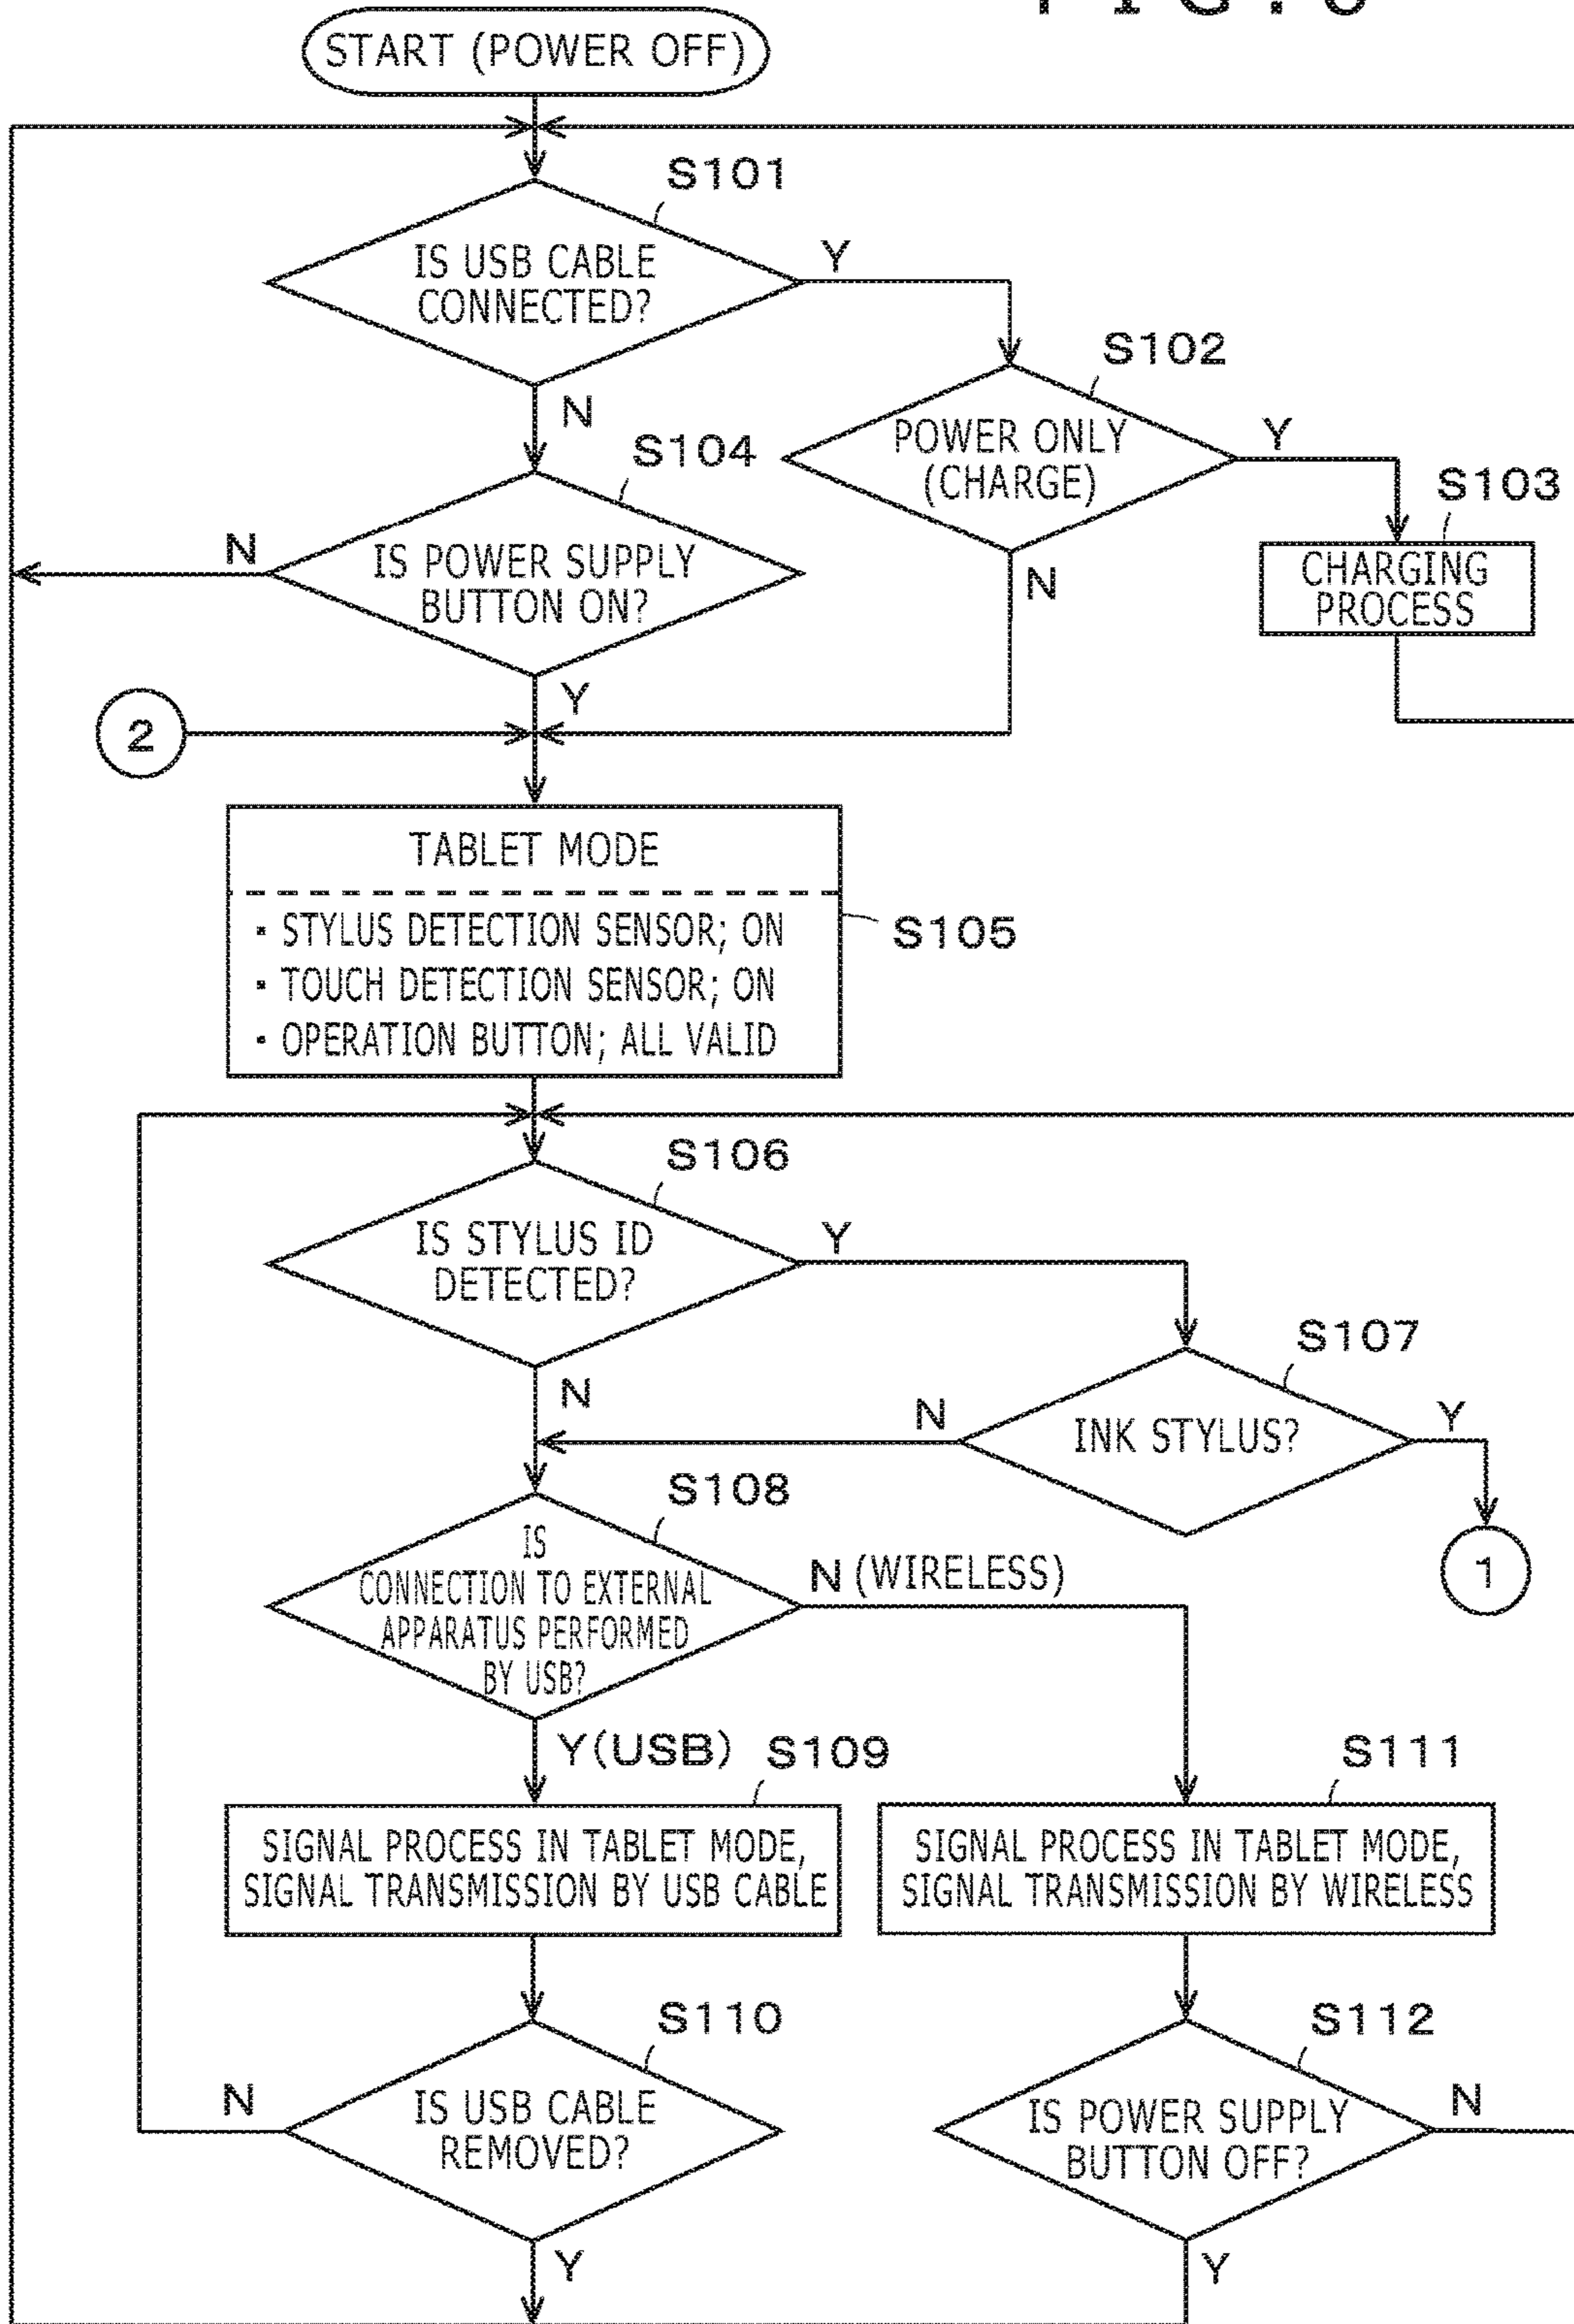 START (POWER OFF)
S101
IS USB CABLE
CONNECTED?
Y
N
S102
POWER ONLY
(CHARGE)
Y
N
S103
CHARGING
PROCESS
S104
IS POWER SUPPLY
BUTTON ON?
N
Y
2
TABLET MODE
· STYLUS DETECTION SENSOR; ON
· TOUCH DETECTION SENSOR; ON
· OPERATION BUTTON; ALL VALID
S105
S106
IS STYLUS ID
DETECTED?
Y
N
S107
INK STYLUS?
N
Y
1
S108
IS
CONNECTION TO EXTERNAL
APPARATUS PERFORMED
BY USB?
N (WIRELESS)
Y(USB)
S109
SIGNAL PROCESS IN TABLET MODE,
SIGNAL TRANSMISSION BY USB CABLE
S111
SIGNAL PROCESS IN TABLET MODE,
SIGNAL TRANSMISSION BY WIRELESS
S110
IS USB CABLE
REMOVED?
N
Y
S112
IS POWER SUPPLY
BUTTON OFF?
N
Y